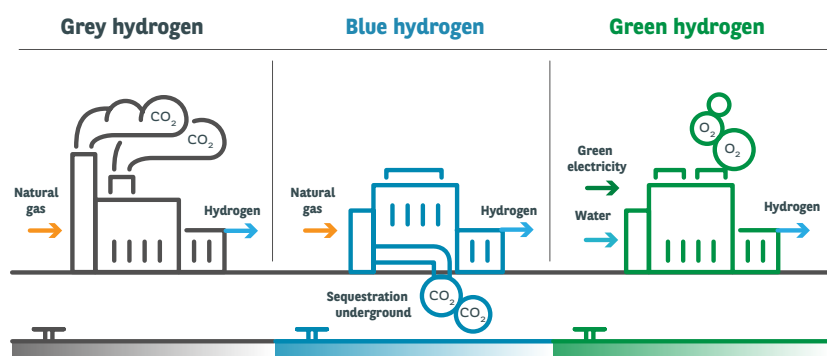 Grey hydrogen
Blue hydrogen
Green hydrogen
CO₂
CO₂
Natural
gas
Hydrogen
Natural
gas
Hydrogen
Sequestration
underground
CO₂
CO₂
O₂
O₂
Green
electricity
Water
Hydrogen